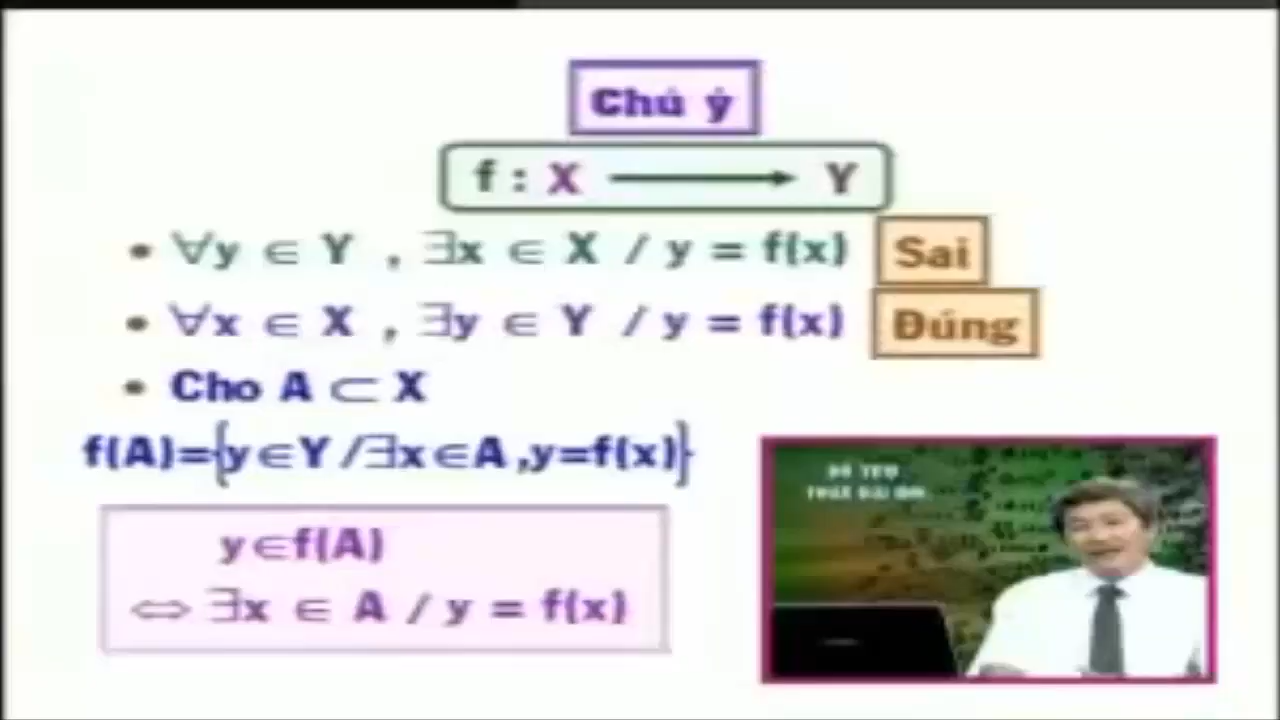 Chú ý
f : X ⟶ Y
• ∀y ∈ Y , ∃x ∈ X / y = f(x) Sai
• ∀x ∈ X , ∃y ∈ Y / y = f(x) Đúng
• Cho A ⊂ X
f(A)={y∈Y /∃x∈A ,y=f(x)}
y∈f(A)
⇔ ∃x ∈ A / y = f(x)